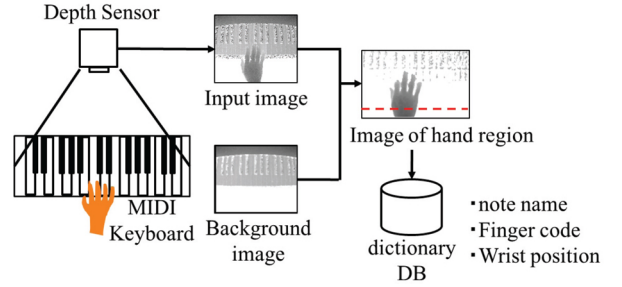 Depth Sensor
Input image
MIDI
Keyboard
Background
image
Image of hand region
dictionary
DB
・note name
・Finger code
・Wrist position